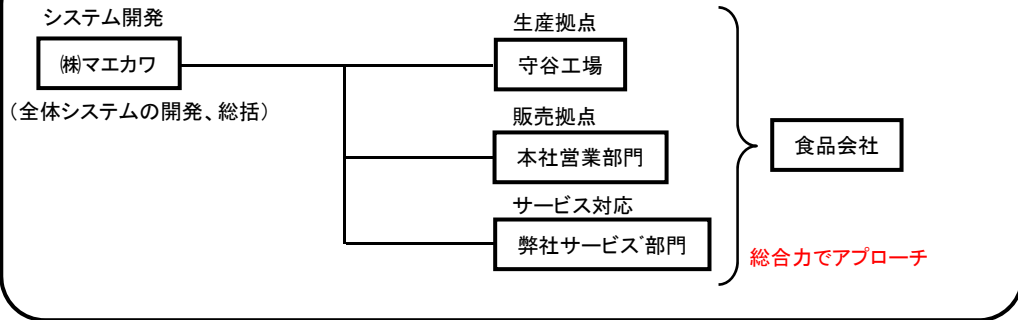 システム開発
㈱マエカワ
（全体システムの開発、総括）
生産拠点
守谷工場
販売拠点
本社営業部門
サービス対応
弊社サービス゛部門
食品会社
総合力でアプローチ